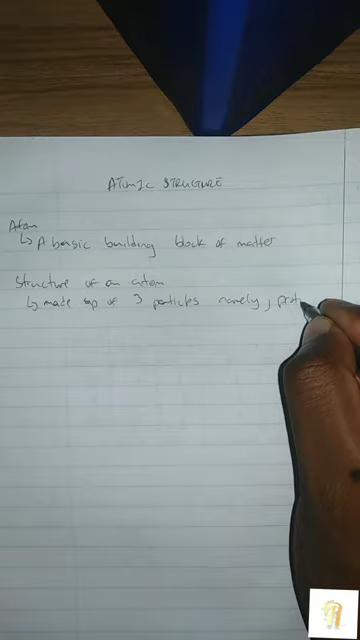 ATOMIC STRUCTURE
Atom
↳ A basic building block of matter
Structure of an atom
↳ made up of 3 particles namely, prot